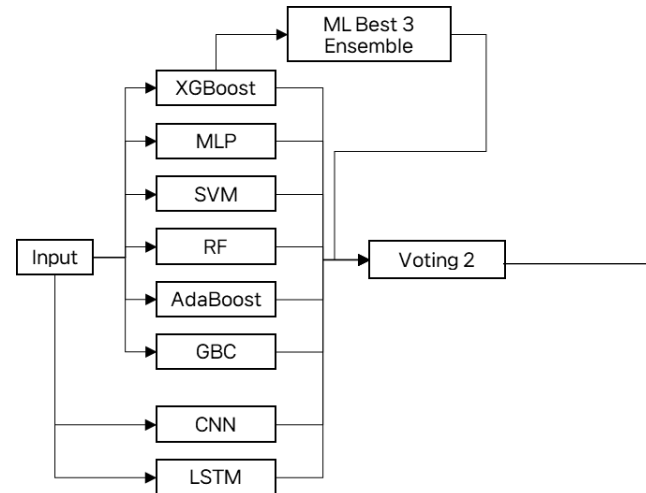 ML Best 3
Ensemble
XGBoost
MLP
SVM
RF
Input
Voting 2
AdaBoost
GBC
CNN
LSTM